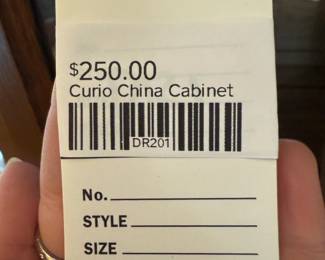 $250.00
Curio China Cabinet
DR201
No.
STYLE
SIZE